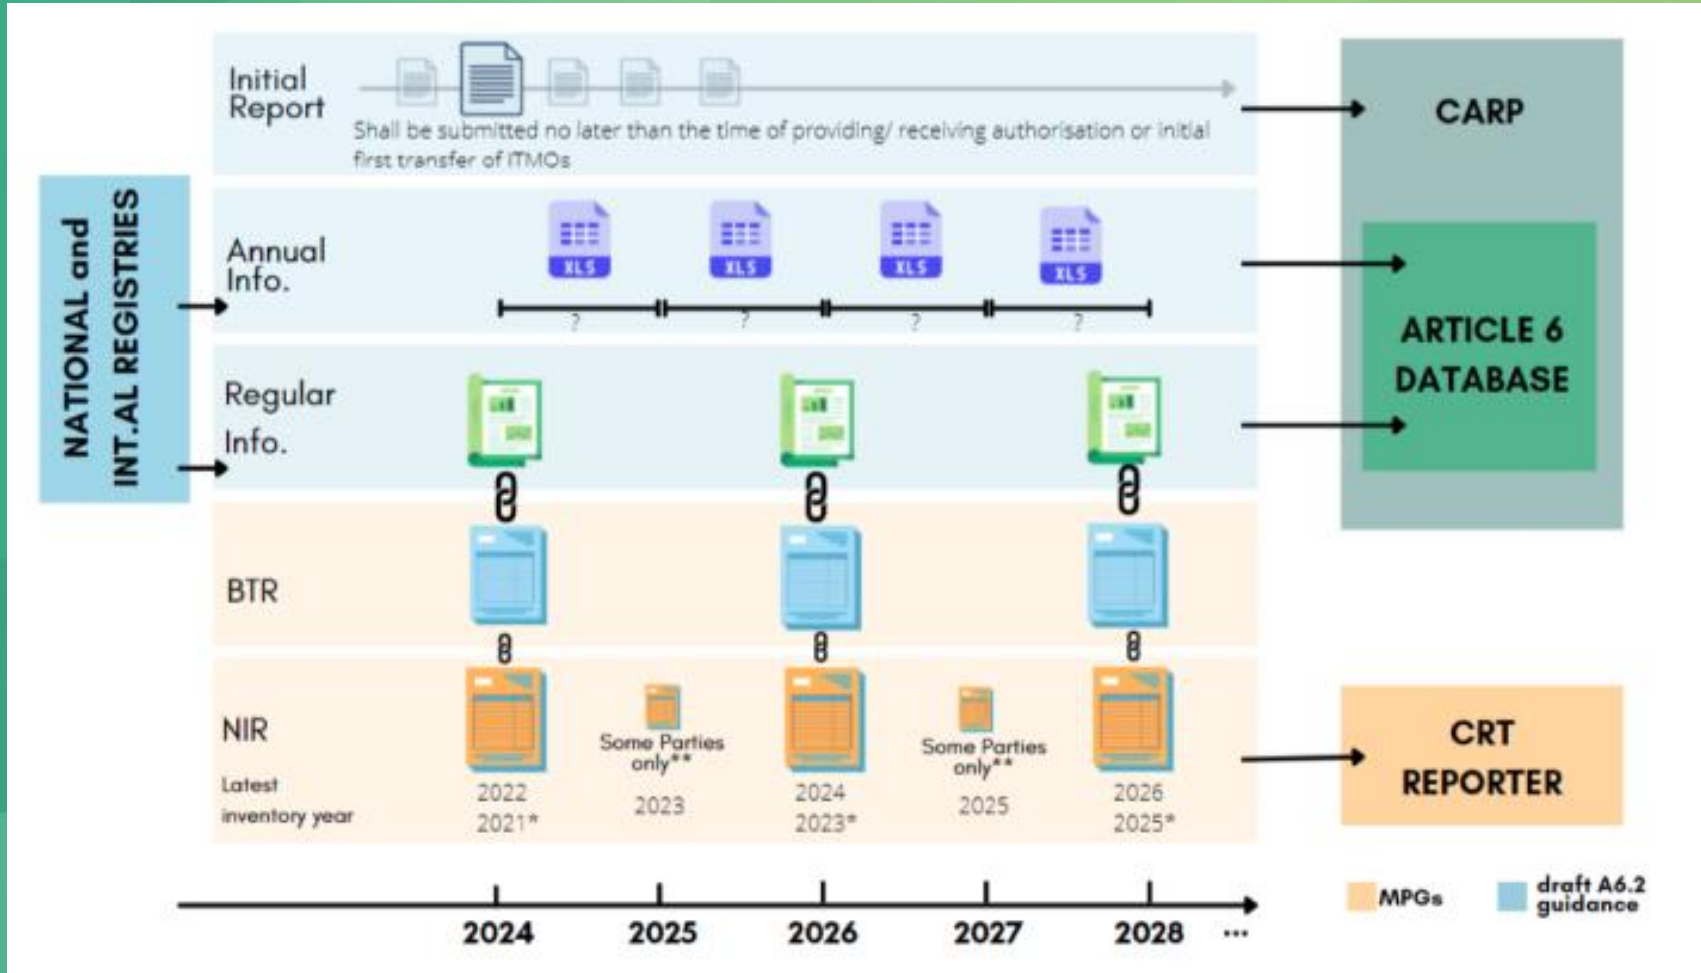 Initial
Report
Shall be submitted no later than the time of providing/ receiving authorisation or initial
first transfer of ITMOs
NATIONAL and
INT.AL REGISTRIES
Annual
Info.
XLS
XLS
XLS
XLS
?
?
?
?
Regular
Info.
BTR
NIR
Some Parties
only**
Some Parties
only**
Latest
inventory year
2022
2021*
2023
2024
2023*
2025
2026
2025*
CARP
ARTICLE 6
DATABASE
CRT
REPORTER
MPGs
draft A6.2
guidance
2024
2025
2026
2027
2028
...